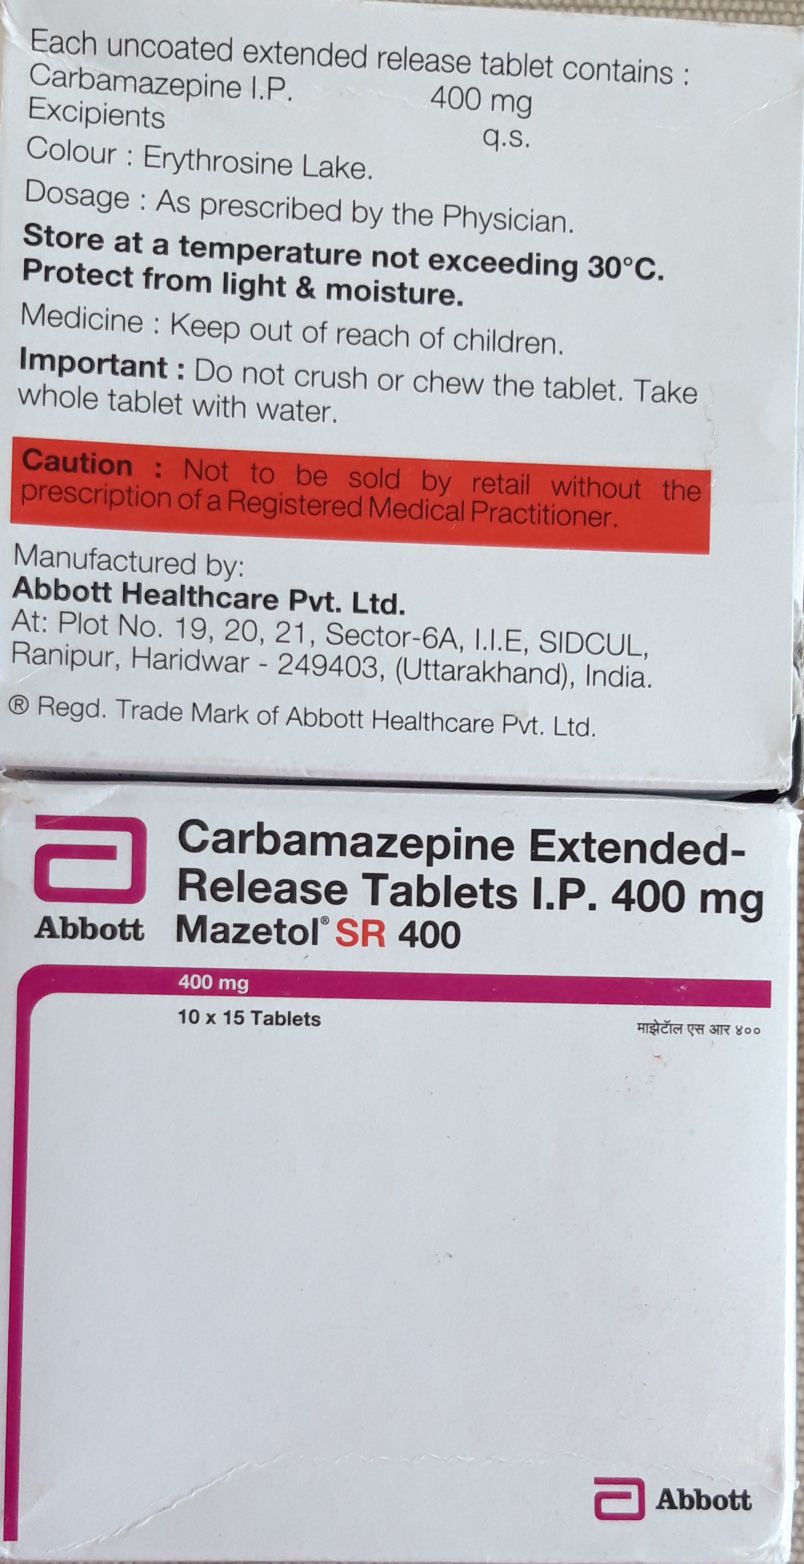 Each uncoated extended release tablet contains :
Carbamazepine I.P. 400 mg
Excipients q.s.
Colour : Erythrosine Lake.
Dosage : As prescribed by the Physician.
Store at a temperature not exceeding 30°C.
Protect from light & moisture.
Medicine : Keep out of reach of children.
Important : Do not crush or chew the tablet. Take
whole tablet with water.
Caution : Not to be sold by retail without the
prescription of a Registered Medical Practitioner.
Manufactured by:
Abbott Healthcare Pvt. Ltd.
At: Plot No. 19, 20, 21, Sector-6A, I.I.E, SIDCUL,
Ranipur, Haridwar - 249403, (Uttarakhand), India.
® Regd. Trade Mark of Abbott Healthcare Pvt. Ltd.
Carbamazepine Extended-
Release Tablets I.P. 400 mg
Abbott Mazetol® SR 400
400 mg
10 x 15 Tablets
माझेटॉल एस आर ४००
Abbott